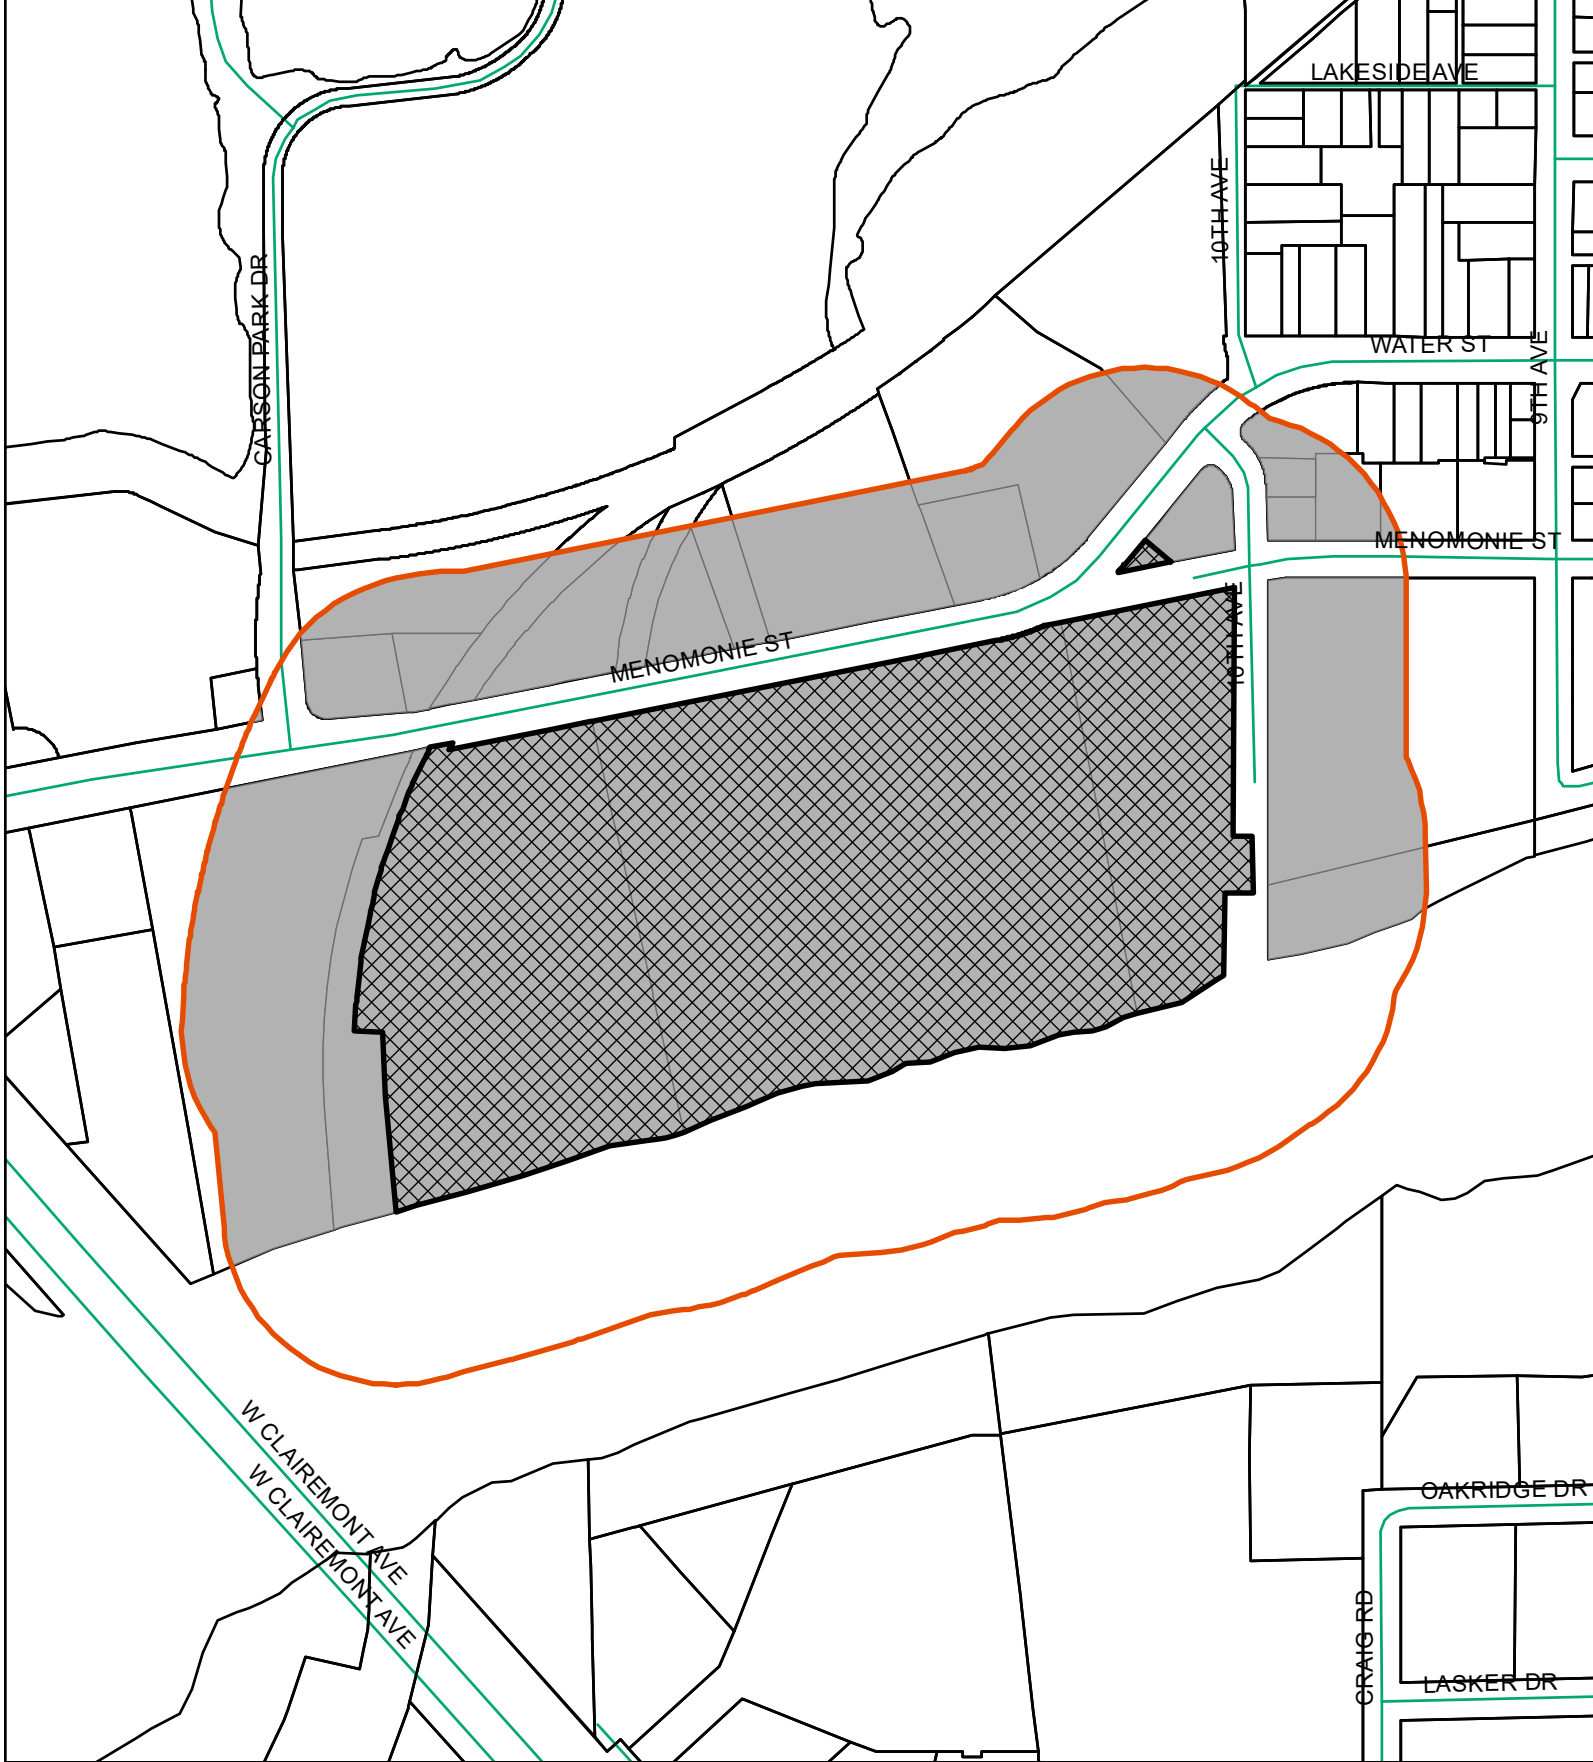 LAKESIDE AVE
10TH AVE
CARSON PARK DR
WATER ST
9TH AVE
MENOMONIE ST
10TH AVE
MENOMONIE ST
W CLAIREMONT AVE
W CLAIREMONT AVE
OAKRIDGE DR
CRAIG RD
LASKER DR